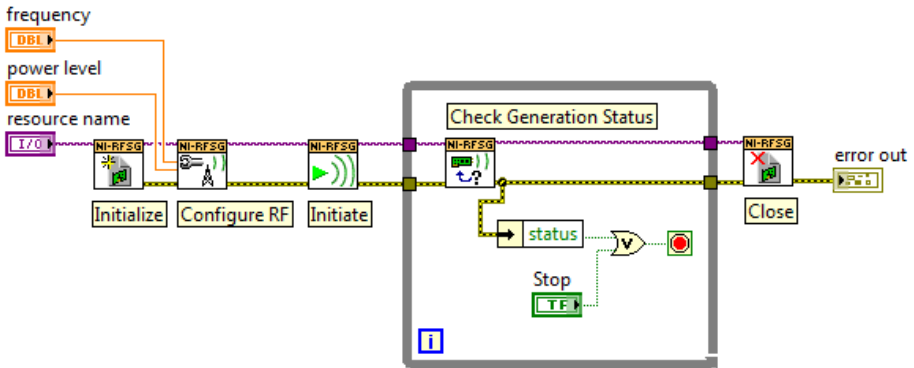 frequency
DBL
power level
DBL
resource name
I/O
NI-RFSG
NI-RFSG
NI-RFSG
Initialize
Configure RF
Initiate
Check Generation Status
NI-RFSG
?
status
V
Stop
TF
i
NI-RFSG
Close
error out